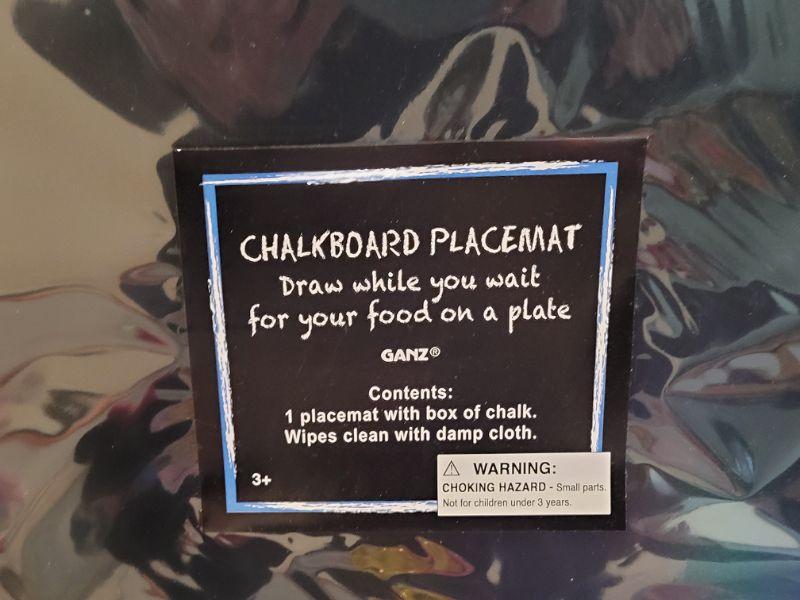 CHALKBOARD PLACEMAT
Draw while you wait
for your food on a plate
GANZ®
Contents:
1 placemat with box of chalk.
Wipes clean with damp cloth.
3+
⚠ WARNING:
CHOKING HAZARD - Small parts.
Not for children under 3 years.